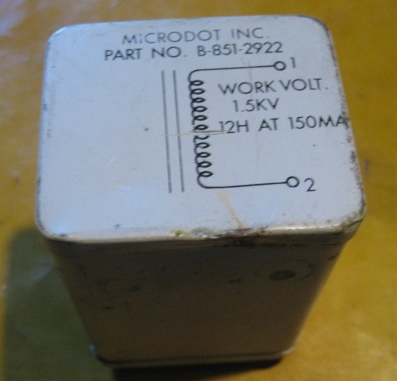 MICRODOT INC.
PART NO. B-851-2922
1
WORK VOLT.
1.5KV
12H AT 150MA
2